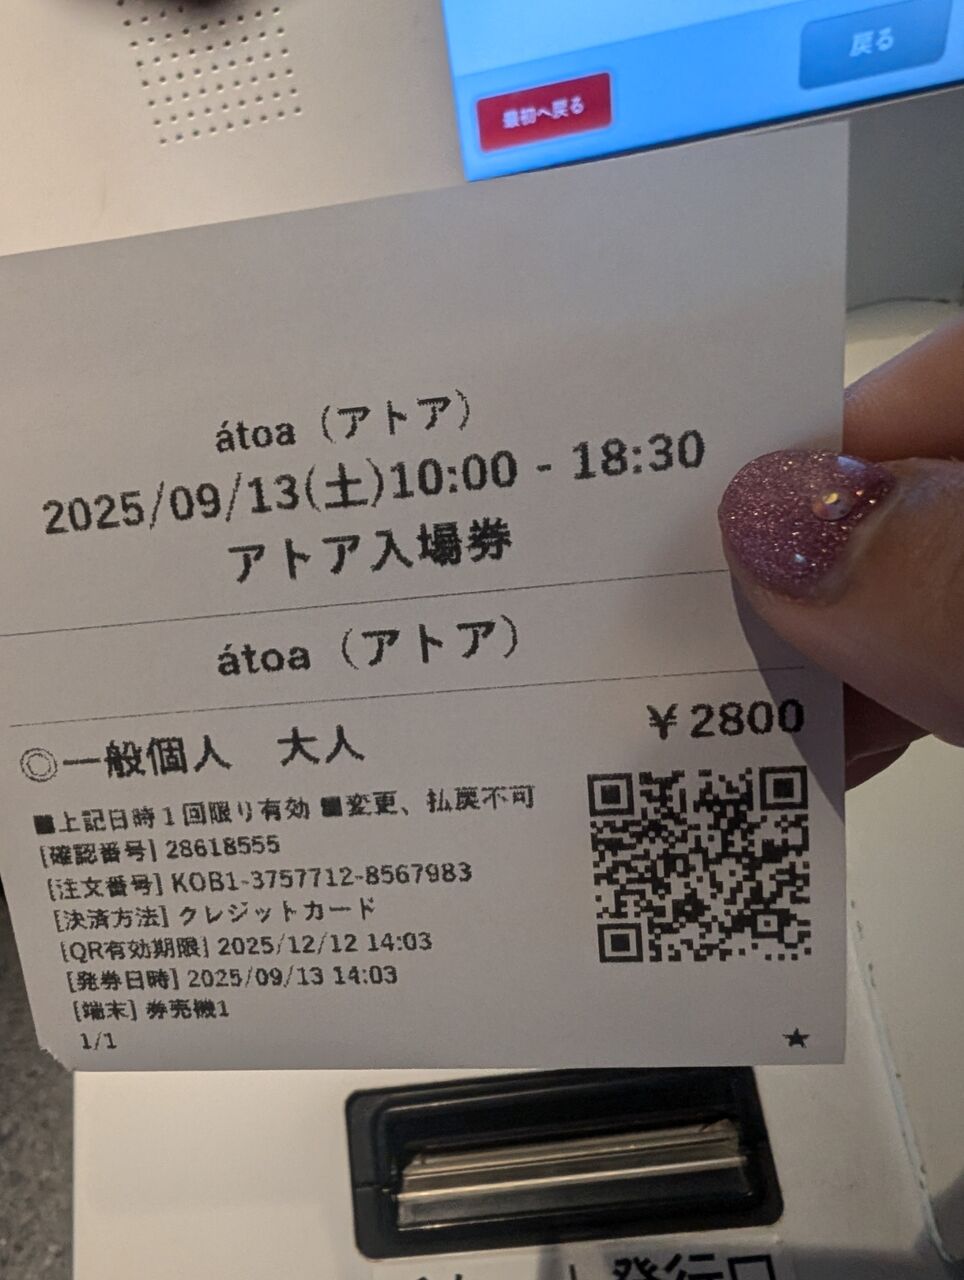 戻る
最初へ戻る
átoa（アトア）
2025/09/13(土)10:00 - 18:30
アトア入場券
átoa（アトア）
◎一般個人　大人
￥2800
■上記日時1回限り有効 ■変更、払戻不可
[確認番号] 28618555
[注文番号] KOB1-3757712-8567983
[決済方法] クレジットカード
[QR有効期限] 2025/12/12 14:03
[発券日時] 2025/09/13 14:03
[端末] 券売機1
1/1
★
発行口